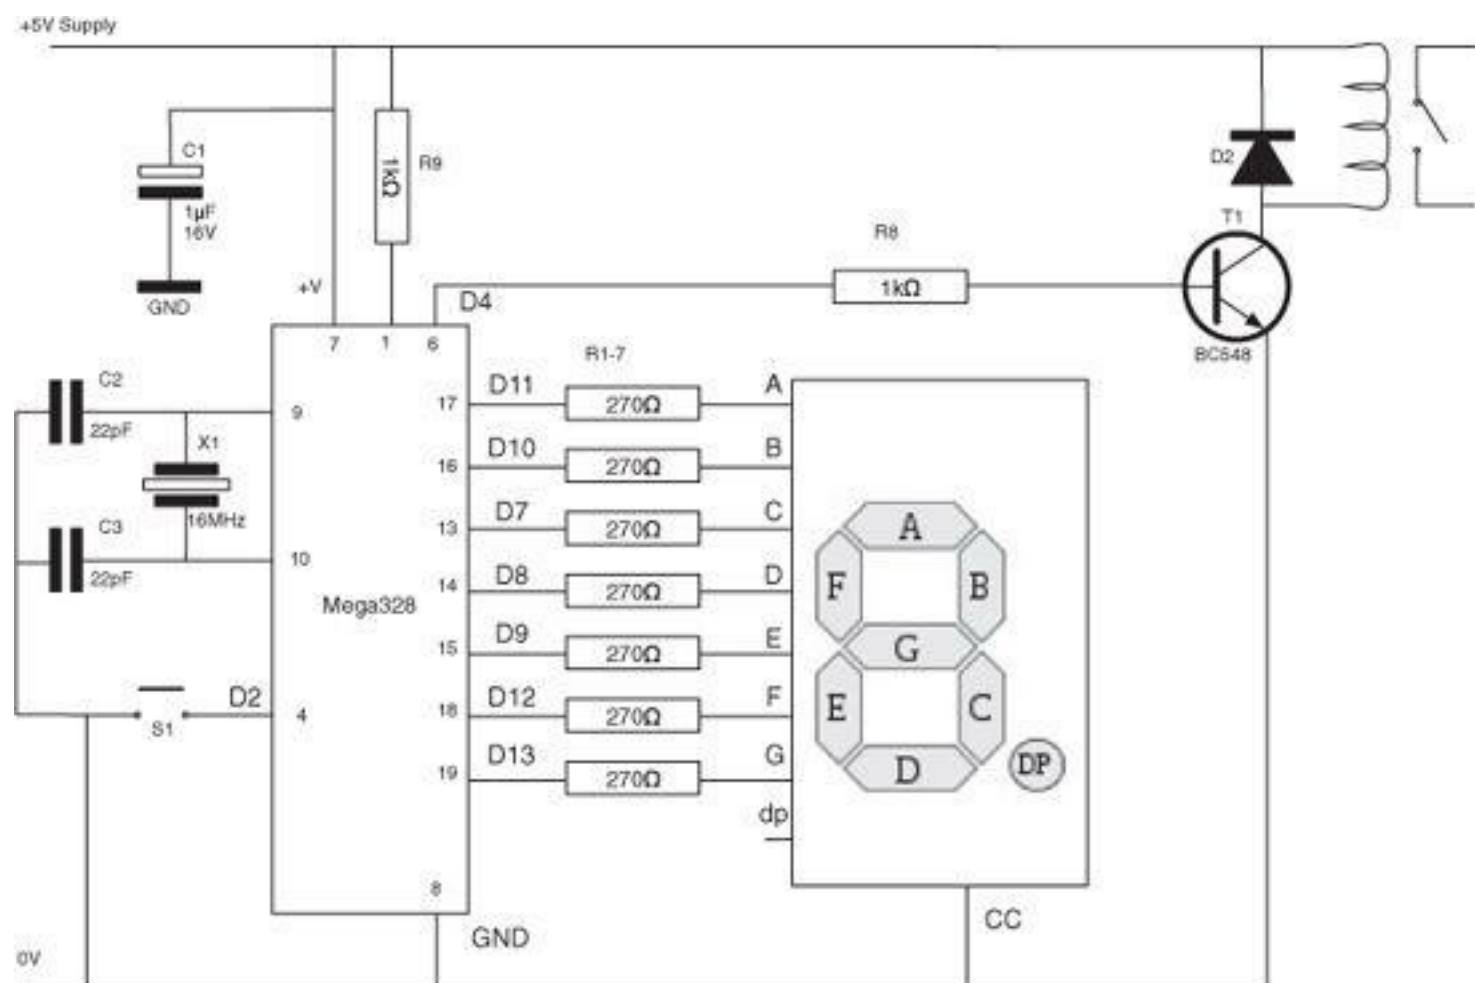 +5V Supply
C1
1µF
16V
GND
1kΩ
R9
D2
T1
R8
+V
D4
1kΩ
BC548
7 1 6
R1-7
C2
22pF
9
X1
16MHz
C3
22pF
10
Mega328
D2
S1
4
17 D11 270Ω A
16 D10 270Ω B
13 D7 270Ω C
14 D8 270Ω D
15 D9 270Ω E
18 D12 270Ω F
19 D13 270Ω G
dp
A
F B
G
E C
D DP
8
GND
CC
0V